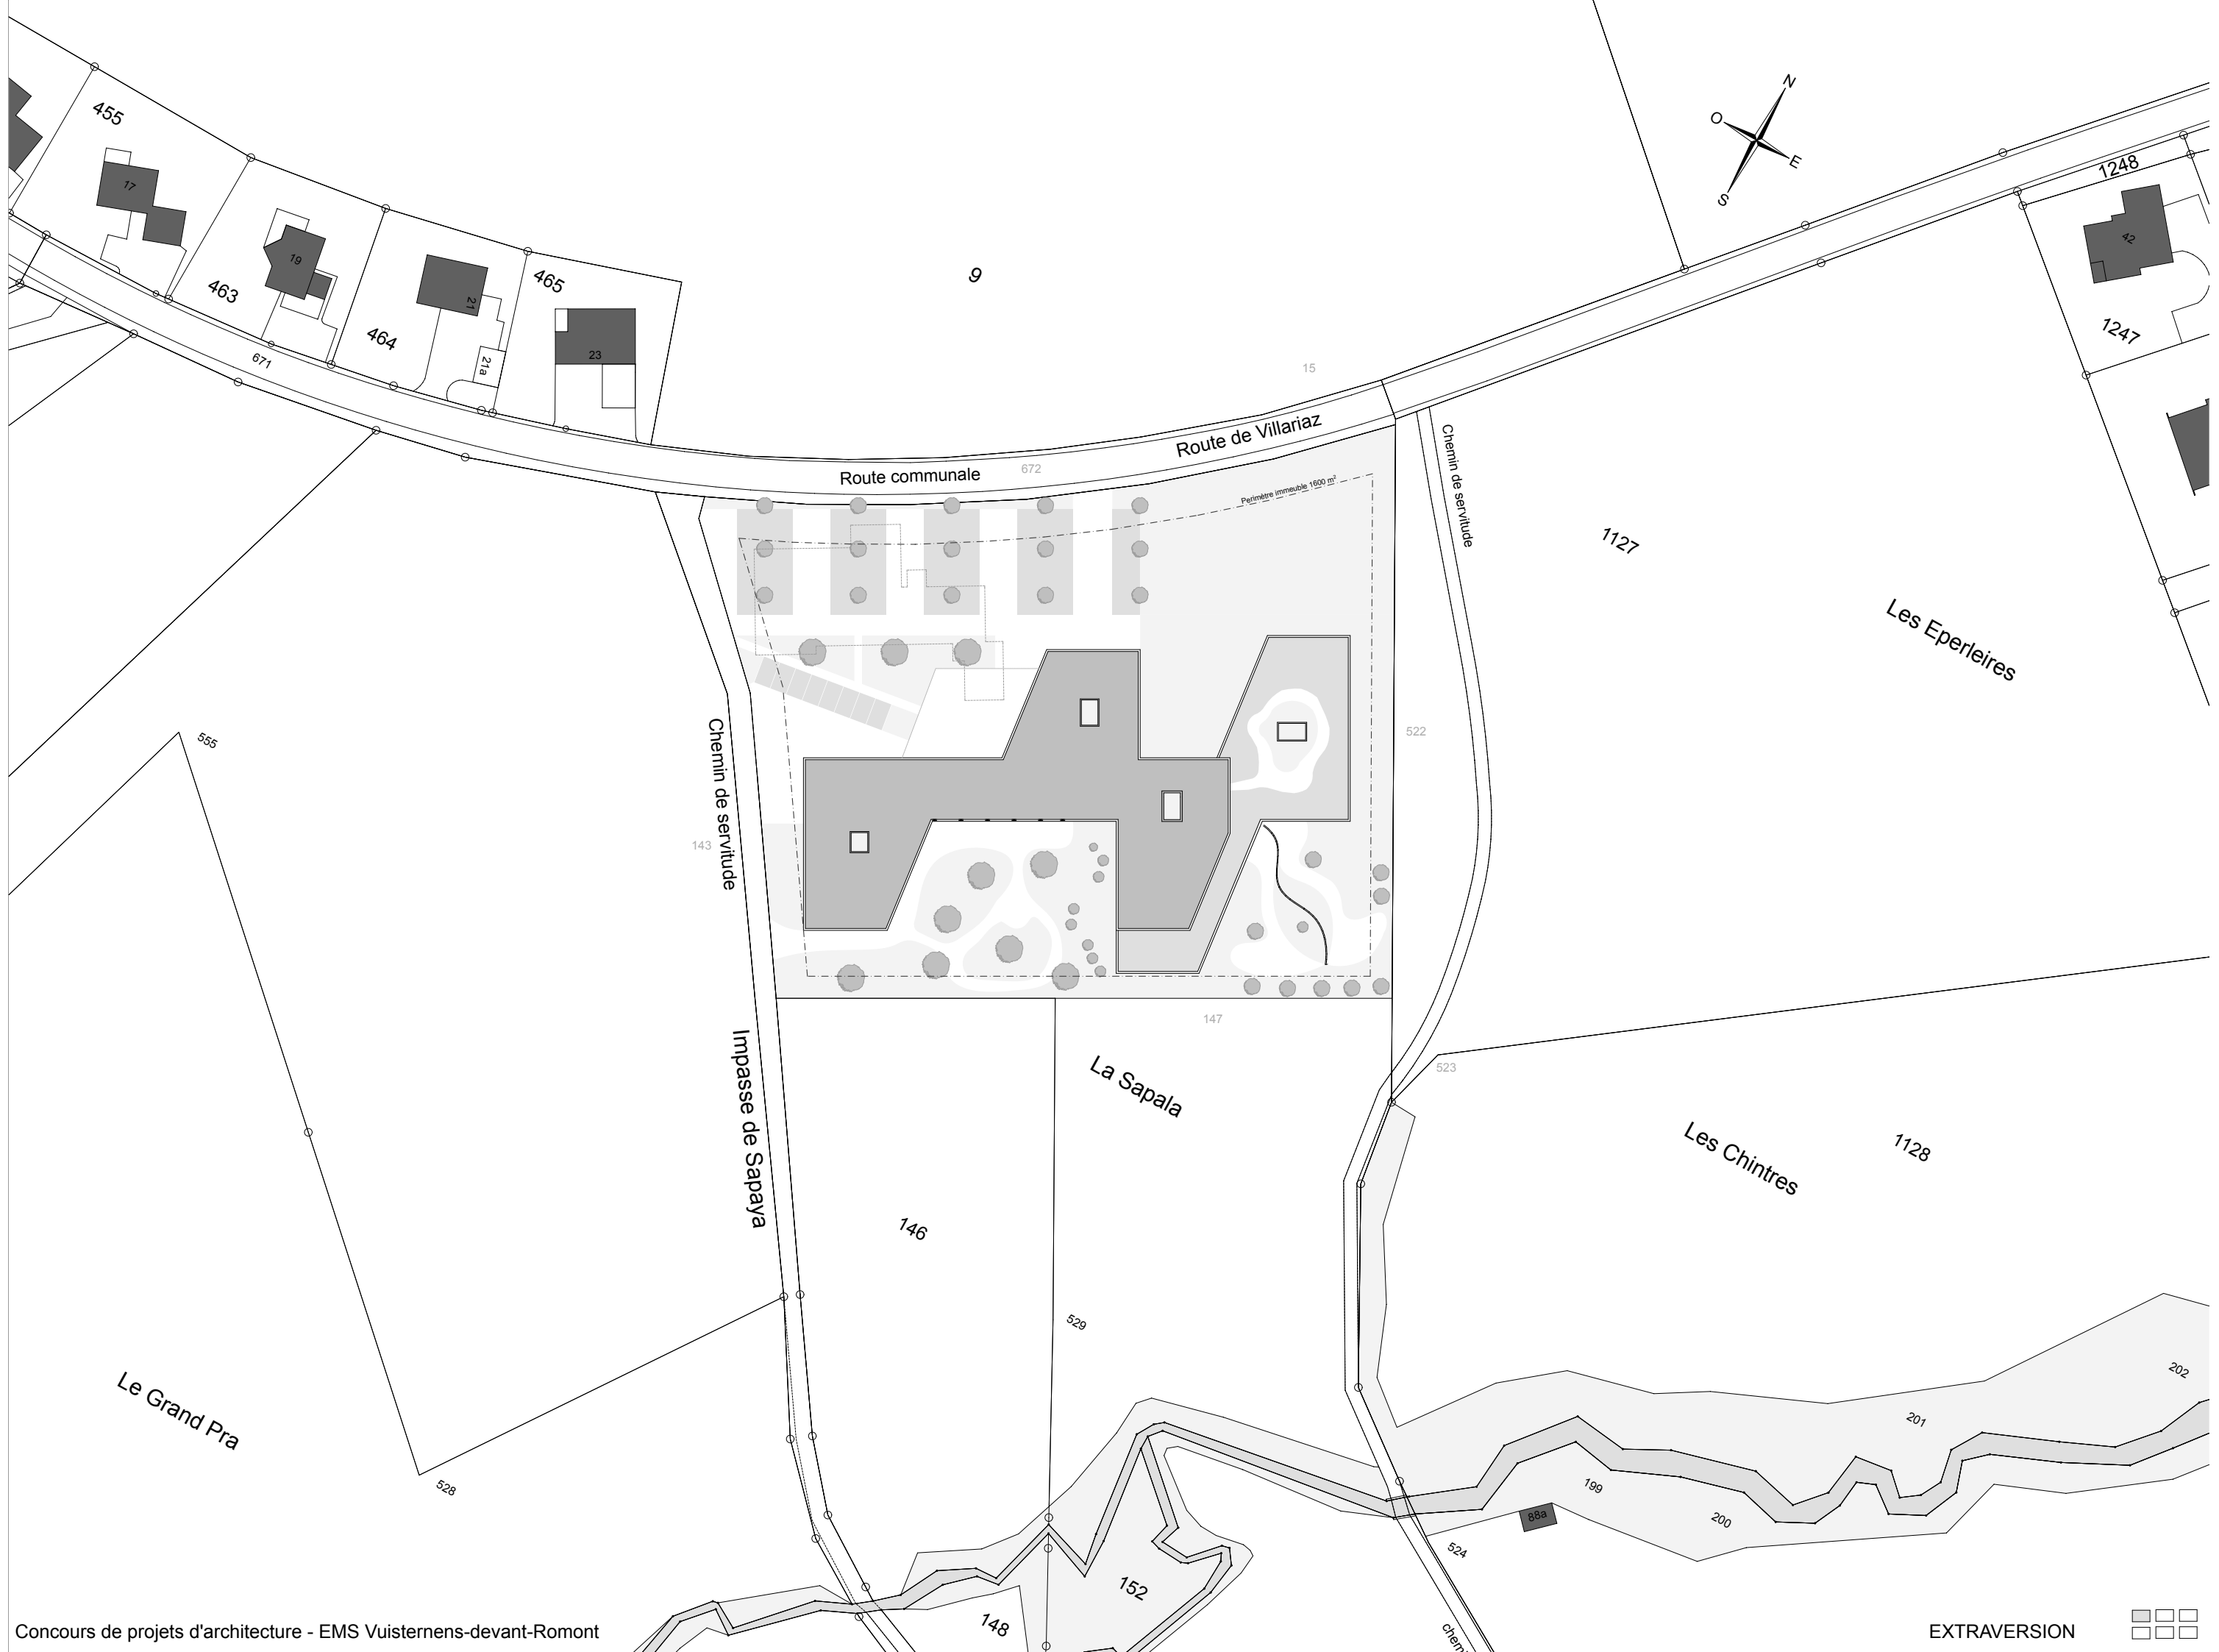 N
O
E
S
455
17
463
19
464
21
21a
465
23
671
9
15
1248
42
1247
Route de Villariaz
Route communale
672
Perimètre immeuble 1600 m²
Chemin de servitude
1127
Les Eperleires
555
Chemin de servitude
143
522
147
La Sapala
523
Impasse de Sapaya
146
529
Les Chintres
1128
Le Grand Pra
528
202
201
199
200
88a
524
152
148
Concours de projets d'architecture - EMS Vuisternens-devant-Romont
EXTRAVERSION